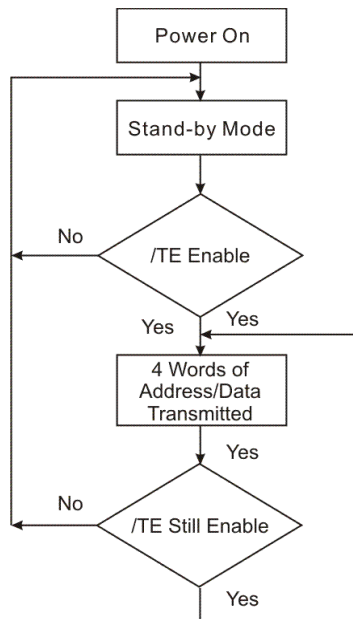 Power On
Stand-by Mode
No
/TE Enable
Yes
Yes
4 Words of
Address/Data
Transmitted
Yes
No
/TE Still Enable
Yes